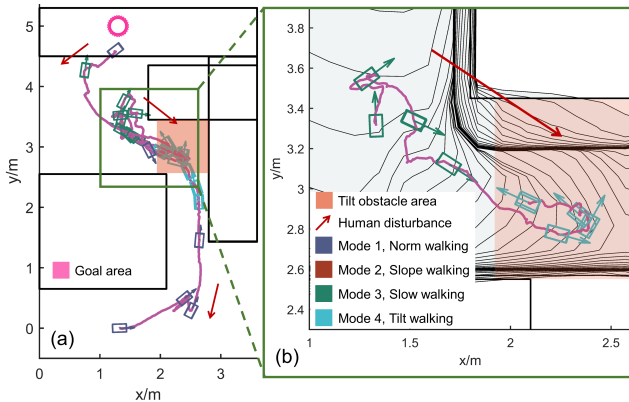 y/m
5
4
3
2
1
0
Goal area
(a)
0
1
2
3
x/m
y/m
3.8
3.6
3.4
3.2
3
2.8
2.6
2.4
Tilt obstacle area
Human disturbance
Mode 1, Norm walking
Mode 2, Slope walking
Mode 3, Slow walking
Mode 4, Tilt walking
(b)
1
1.5
2
2.5
x/m